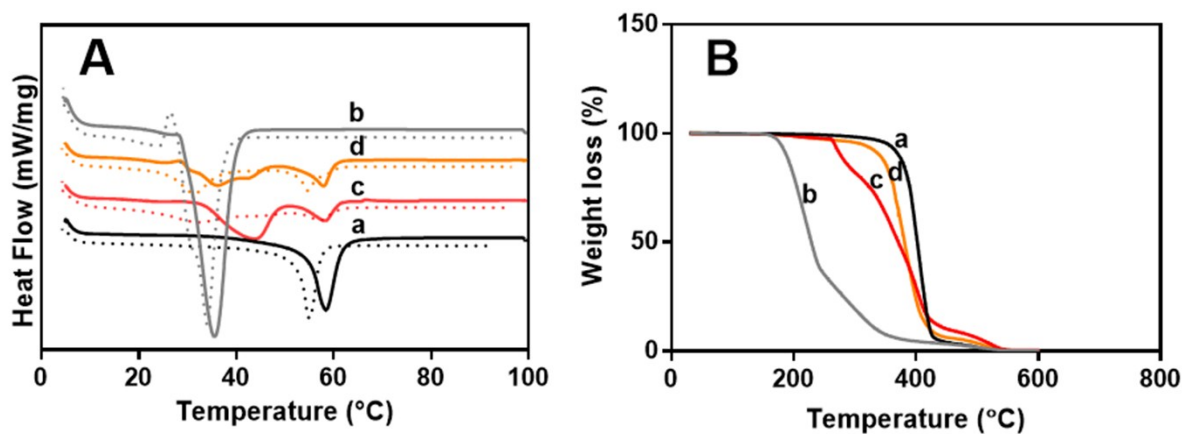 A
Heat Flow (mW/mg)
b
d
c
a
0 20 40 60 80 100
Temperature (°C)
B
Weight loss (%)
150
100
50
0
a
b
c
d
0 200 400 600 800
Temperature (°C)